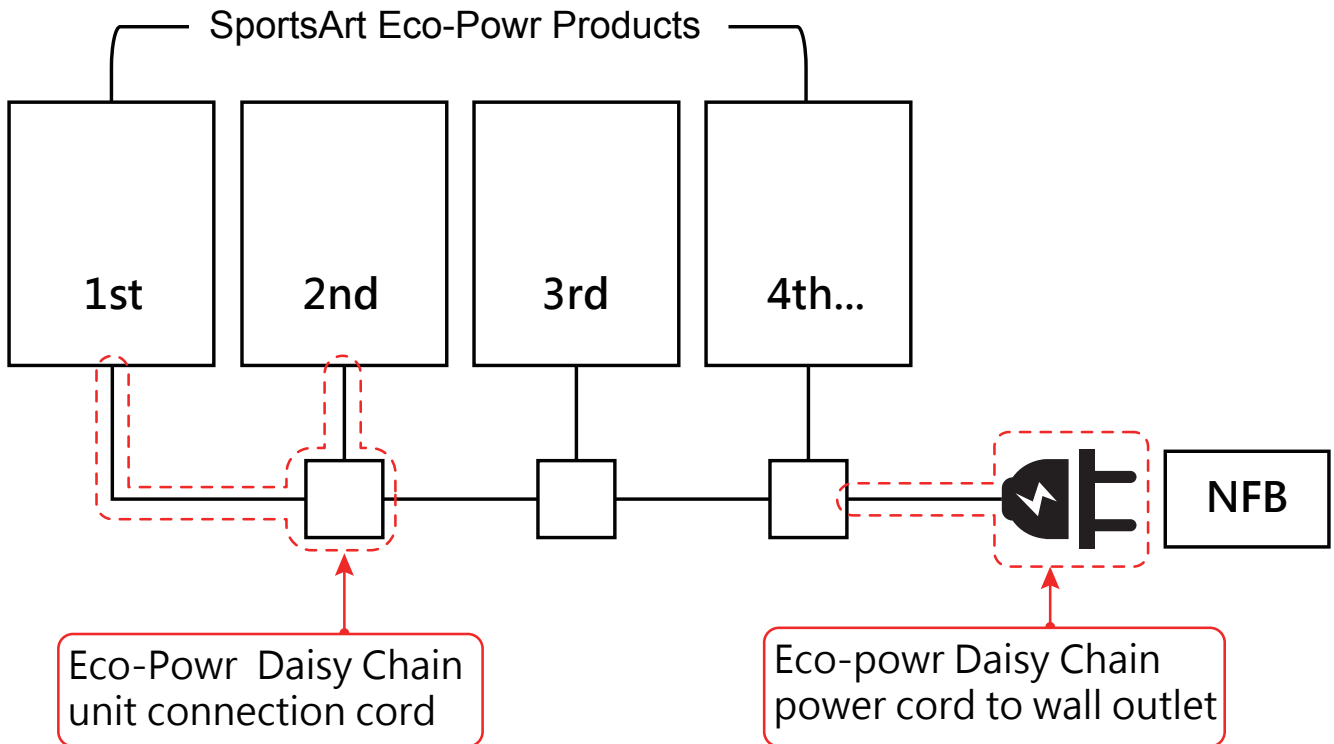 SportsArt Eco-Powr Products
1st
2nd
3rd
4th...
NFB
Eco-Powr Daisy Chain
unit connection cord
Eco-powr Daisy Chain
power cord to wall outlet